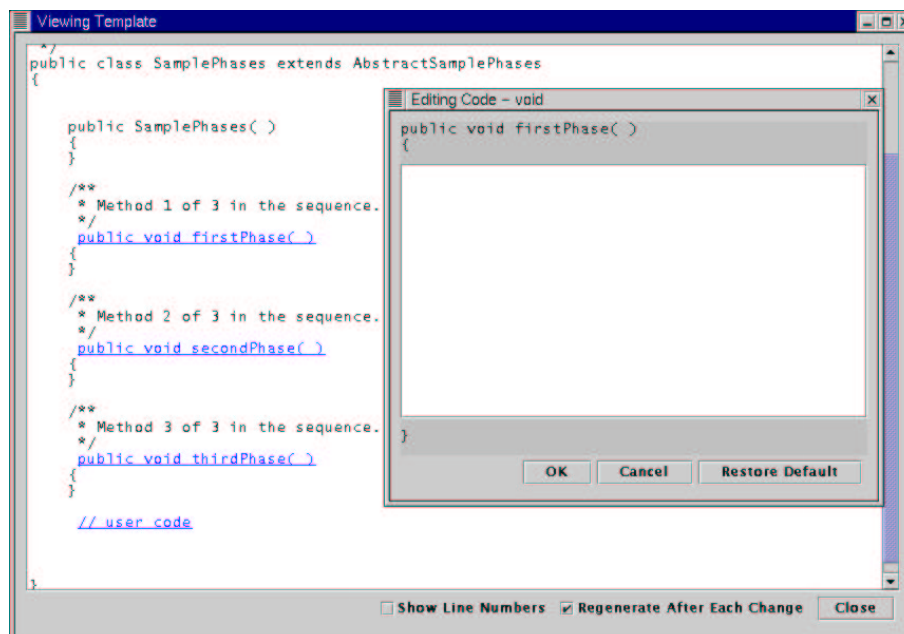 Viewing Template
*/
public class SamplePhases extends AbstractSamplePhases
{
public SamplePhases( )
{
}
/**
* Method 1 of 3 in the sequence.
*/
public void firstPhase( )
{
}
/**
* Method 2 of 3 in the sequence.
*/
public void secondPhase( )
{
}
/**
* Method 3 of 3 in the sequence.
*/
public void thirdPhase( )
{
}
// user code
}
Editing Code - void
public void firstPhase( )
{
}
OK Cancel Restore Default
Show Line Numbers Regenerate After Each Change Close